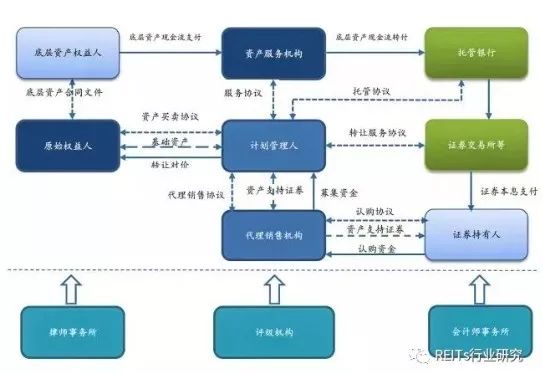 底层资产权益人
底层资产现金流支付
资产服务机构
底层资产现金流转付
托管银行
底层资产合同文件
服务协议
托管协议
资产买卖协议
原始权益人
基础资产
转让对价
计划管理人
转让服务协议
证券交易所等
代理销售协议
资产支持证券
募集资金
证券本息支付
代理销售机构
认购协议
资产支持证券
认购资金
证券持有人
律师事务所
评级机构
会计师事务所
REITs行业研究